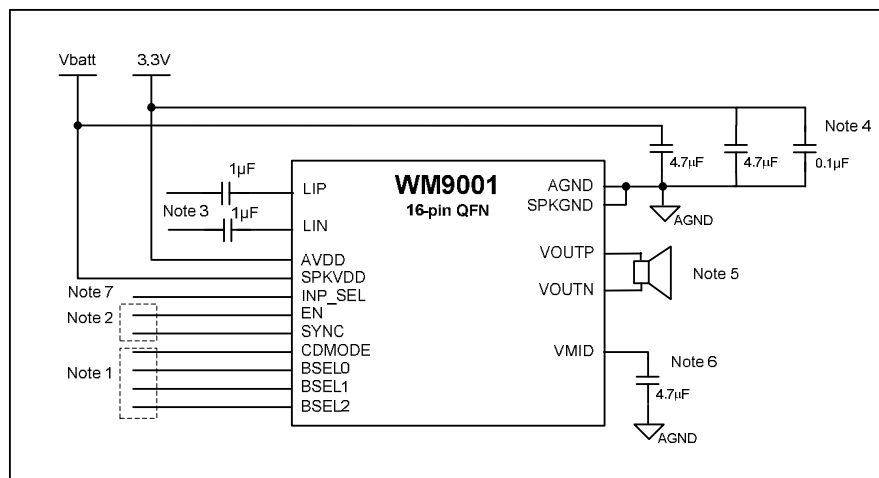 Vbatt
3.3V
Note 4
4.7µF
4.7µF
0.1µF
1µF
WM9001
16-pin QFN
LIP
AGND
SPKGND
AGND
Note 3
1µF
LIN
AVDD
VOUTP
SPKVDD
Note 5
Note 7
INP_SEL
VOUTN
Note 2
EN
SYNC
CDMODE
VMID
Note 6
Note 1
BSEL0
BSEL1
4.7µF
BSEL2
AGND